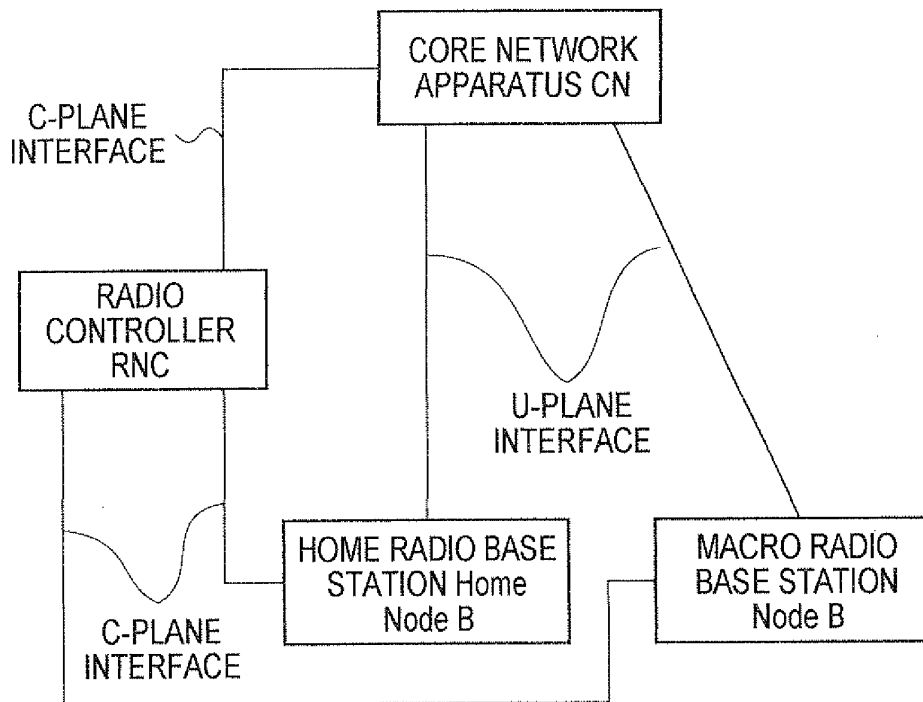 CORE NETWORK
APPARATUS CN
C-PLANE
INTERFACE
RADIO
CONTROLLER
RNC
U-PLANE
INTERFACE
HOME RADIO BASE
STATION Home
Node B
MACRO RADIO
BASE STATION
Node B
C-PLANE
INTERFACE